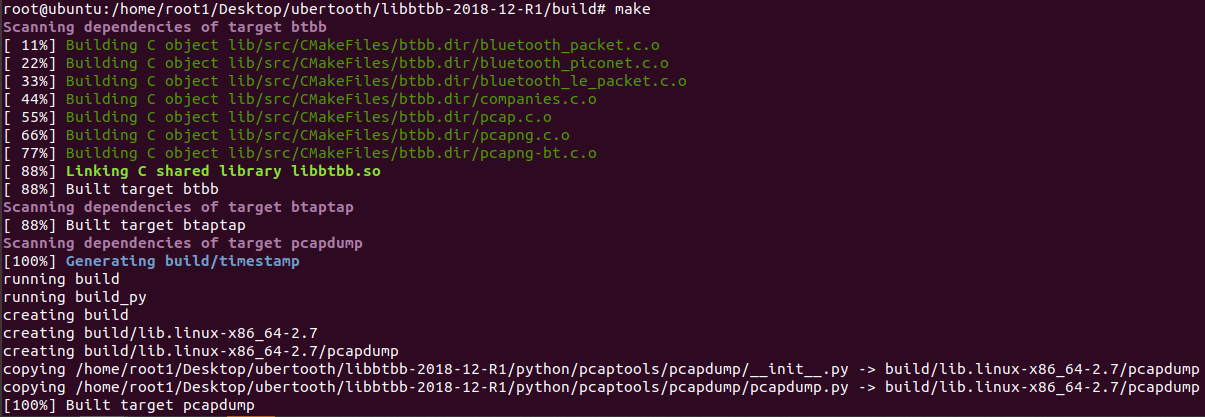 root@ubuntu:/home/root1/Desktop/ubertooth/libbtbb-2018-12-R1/build# make
Scanning dependencies of target btbb
[ 11%] Building C object lib/src/CMakeFiles/btbb.dir/bluetooth_packet.c.o
[ 22%] Building C object lib/src/CMakeFiles/btbb.dir/bluetooth_piconet.c.o
[ 33%] Building C object lib/src/CMakeFiles/btbb.dir/bluetooth_le_packet.c.o
[ 44%] Building C object lib/src/CMakeFiles/btbb.dir/companies.c.o
[ 55%] Building C object lib/src/CMakeFiles/btbb.dir/pcap.c.o
[ 66%] Building C object lib/src/CMakeFiles/btbb.dir/pcapng.c.o
[ 77%] Building C object lib/src/CMakeFiles/btbb.dir/pcapng-bt.c.o
[ 88%] Linking C shared library libbtbb.so
[ 88%] Built target btbb
Scanning dependencies of target btaptap
[ 88%] Built target btaptap
Scanning dependencies of target pcapdump
[100%] Generating build/timestamp
running build
running build_py
creating build
creating build/lib.linux-x86_64-2.7
creating build/lib.linux-x86_64-2.7/pcapdump
copying /home/root1/Desktop/ubertooth/libbtbb-2018-12-R1/python/pcaptools/pcapdump/__init__.py -> build/lib.linux-x86_64-2.7/pcapdump
copying /home/root1/Desktop/ubertooth/libbtbb-2018-12-R1/python/pcaptools/pcapdump/pcapdump.py -> build/lib.linux-x86_64-2.7/pcapdump
[100%] Built target pcapdump